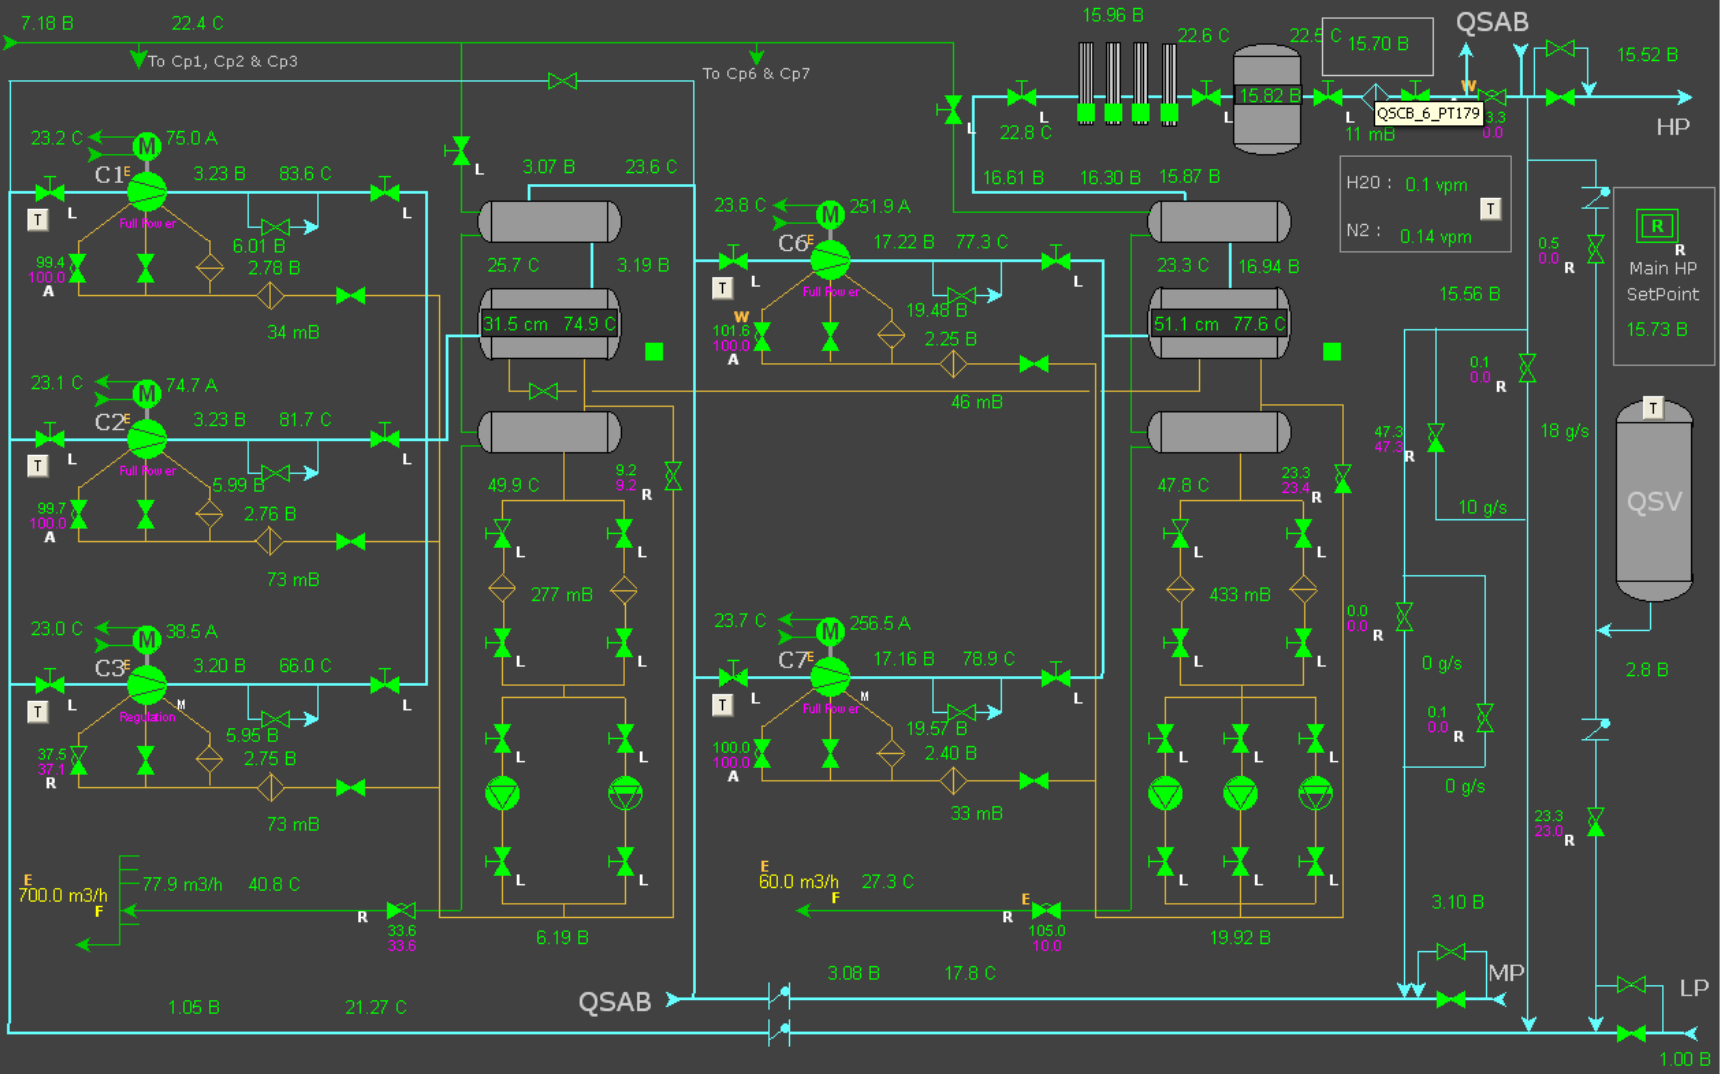 7.18 B 22.4 C 15.96 B QSAB
22.6 C 22.5 C 15.70 B 15.52 B
To Cp1, Cp2 & Cp3 To Cp6 & Cp7
W
15.82 B
QSCB_6_PT179
L L L 3.3
22.8 C 11 mB 0.0 HP
23.2 C 75.0 A
C1 E 3.23 B 83.6 C L 3.07 B 23.6 C 16.61 B 16.30 B 15.87 B
H2O : 0.1 vpm
T L Full Power L 23.8 C 251.9 A T
N2 : 0.14 vpm
R
6.01 B C6 E 17.22 B 77.3 C 0.5 R
0.0 R
99.4 2.78 B 25.7 C 3.19 B 23.3 C 16.94 B Main HP
100.0 T L Full Power L SetPoint
A 15.56 B
34 mB 19.48 B 15.73 B
31.5 cm 74.9 C W 51.1 cm 77.6 C
101.6 2.25 B
100.0
A 0.1
23.1 C 74.7 A 0.0 R
46 mB T
C2 E 3.23 B 81.7 C
47.3 18 g/s
47.3 R
T L Full Power L
5.99 B 9.2 49.9 C 47.8 C 23.3
9.2 R 23.4 R
99.7 2.76 B 10 g/s QSV
100.0
A
L L L L
73 mB 277 mB 433 mB
0.0
0.0 R
23.0 C 38.5 A 23.7 C 256.5 A
C3 E 3.20 B 66.0 C C7 E 17.16 B 78.9 C 0 g/s 2.8 B
L L L L
T L Regulation M L T L Full Power M L
5.95 B 19.57 B 0.1
0.0 R
37.5 2.75 B 100.0 2.40 B
37.1 100.0 L L L L L
R A 0 g/s
73 mB 33 mB 23.3
23.0 R
E 77.9 m3/h 40.8 C E
700.0 m3/h 60.0 m3/h 27.3 C E L L L L L
F F 3.10 B
R R
33.6 105.0
33.6 6.19 B 10.0 19.92 B
3.08 B 17.8 C MP
1.05 B 21.27 C QSAB LP
1.00 B